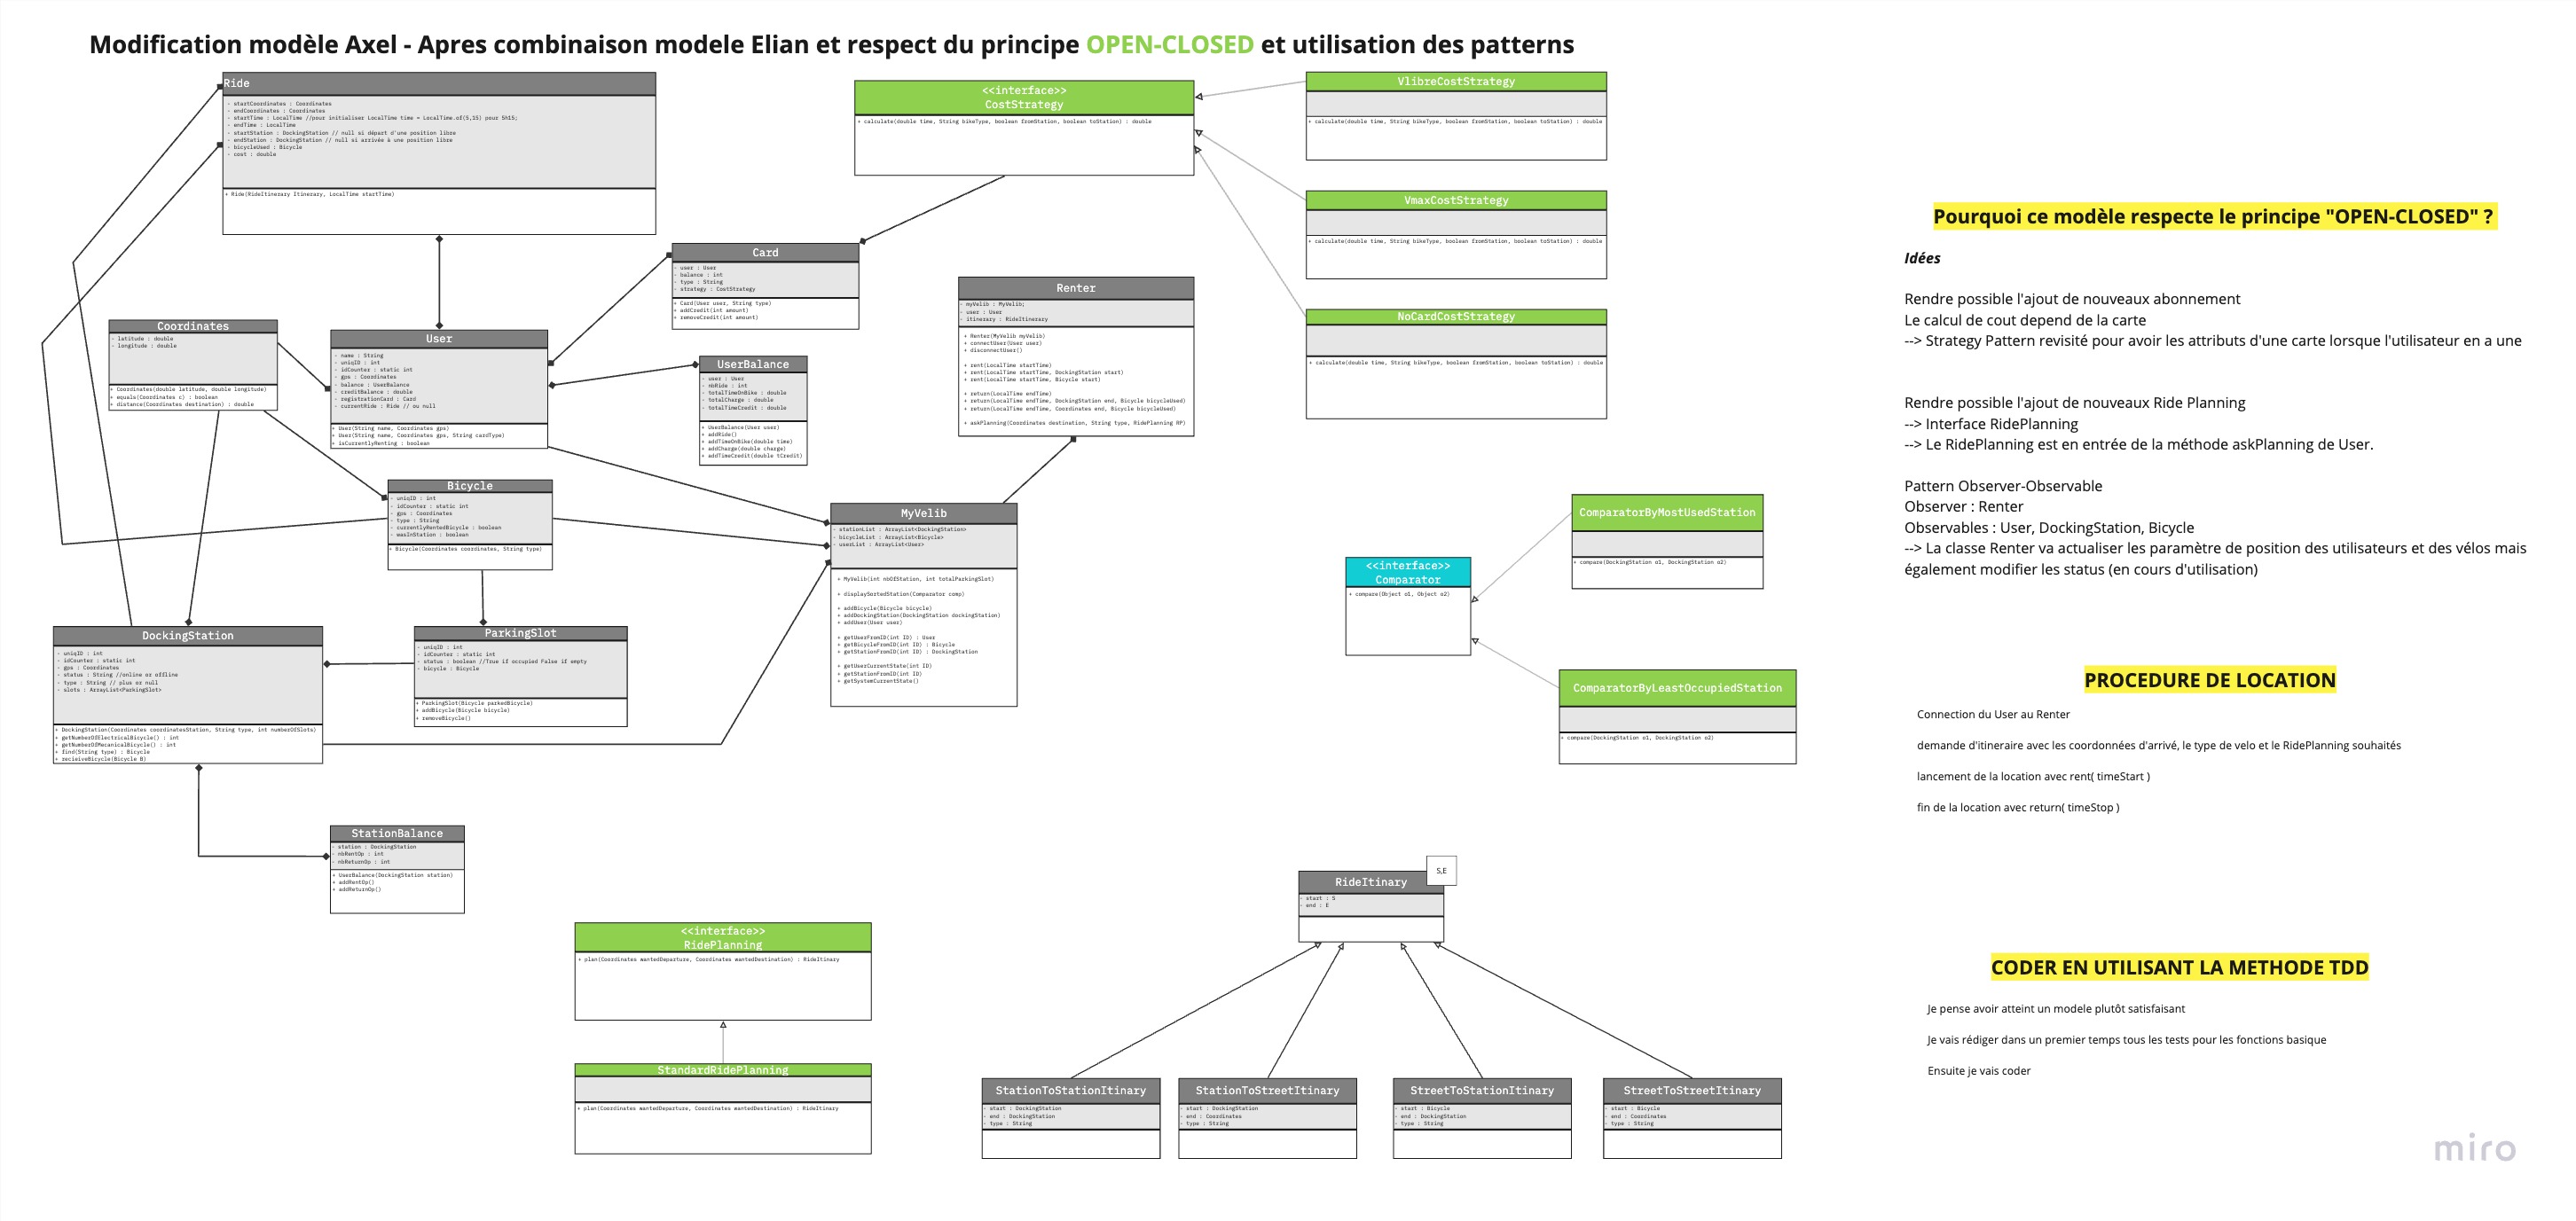 Modification modèle Axel - Apres combinaison modele Elian et respect du principe OPEN-CLOSED et utilisation des patterns
Ride
- startCoordinates : Coordinates
- endCoordinates : Coordinates
- startTime : LocalTime //pour initialiser LocalTime time = LocalTime.of(5,15) pour 5h15;
- endTime : LocalTime
- startStation : DockingStation // null si départ d'une position libre
- endStation : DockingStation // null si arrivée à une position libre
- bicycleUsed : Bicycle
- cost : double
+ Ride(RideItinerary Itinerary, LocalTime startTime)
<<interface>>
CostStrategy
+ calculate(double time, String bikeType, boolean fromStation, boolean toStation) : double
VlibreCostStrategy
+ calculate(double time, String bikeType, boolean fromStation, boolean toStation) : double
VmaxCostStrategy
+ calculate(double time, String bikeType, boolean fromStation, boolean toStation) : double
NoCardCostStrategy
+ calculate(double time, String bikeType, boolean fromStation, boolean toStation) : double
Card
- user : User
- balance : int
- type : String
- strategy : CostStrategy
+ Card(User user, String type)
+ addCredit(int amount)
+ removeCredit(int amount)
Renter
- myVelib : MyVelib;
- user : User
- itinerary : RideItinerary
+ Renter(MyVelib myVelib)
+ connectUser(User user)
+ disconnectUser()
+ rent(LocalTime startTime)
+ rent(LocalTime startTime, DockingStation start)
+ rent(LocalTime startTime, Bicycle start)
+ return(LocalTime endTime)
+ return(LocalTime endTime, DockingStation end, Bicycle bicycleUsed)
+ return(LocalTime endTime, Coordinates end, Bicycle bicycleUsed)
+ askPlanning(Coordinates destination, String type, RidePlanning RP)
Coordinates
- latitude : double
- longitude : double
+ Coordinates(double latitude, double longitude)
+ equals(Coordinates c) : boolean
+ distance(Coordinates destination) : double
User
- name : String
- uniqID : int
- idCounter : static int
- gps : Coordinates
- balance : UserBalance
- creditBalance : double
- registrationCard : Card
- currentRide : Ride // ou null
+ User(String name, Coordinates gps)
+ User(String name, Coordinates gps, String cardType)
+ isCurrentlyRenting : boolean
UserBalance
- user : User
- nbRide : int
- totalTimeOnBike : double
- totalCharge : double
- totalTimeCredit : double
+ UserBalance(User user)
+ addRide()
+ addTimeOnBike(double time)
+ addCharge(double charge)
+ addTimeCredit(double tCredit)
Bicycle
- uniqID : int
- idCounter : static int
- gps : Coordinates
- type : String
- currentlyRentedBicycle : boolean
- wasInStation : boolean
+ Bicycle(Coordinates coordinates, String type)
MyVelib
- stationList : ArrayList<DockingStation>
- bicycleList : ArrayList<Bicycle>
- userList : ArrayList<User>
+ MyVelib(int nbOfStation, int totalParkingSlot)
+ displaySortedStation(Comparator comp)
+ addBicycle(Bicycle bicycle)
+ addDockingStation(DockingStation dockingStation)
+ addUser(User user)
+ getUserFromID(int ID) : User
+ getBicycleFromID(int ID) : Bicycle
+ getStationFromID(int ID) : DockingStation
+ getUserCurrentState(int ID)
+ getStationFromID(int ID)
+ getSystemCurrentState()
DockingStation
- uniqID : int
- idCounter : static int
- gps : Coordinates
- status : String //online or offline
- type : String // plus or null
- slots : ArrayList<ParkingSlot>
+ DockingStation(Coordinates coordinatesStation, String type, int numberOfSlots)
+ getNumberOfElectricalBicycle() : int
+ getNumberOfMecanicalBicycle() : int
+ find(String type) : Bicycle
+ recieiveBicycle(Bicycle B)
ParkingSlot
- uniqID : int
- idCounter : static int
- status : boolean //True if occupied False if empty
- bicycle : Bicycle
+ ParkingSlot(Bicycle parkedBicycle)
+ addBicycle(Bicycle bicycle)
+ removeBicycle()
StationBalance
- station : DockingStation
- nbRentOp : int
- nbReturnOp : int
+ UserBalance(DockingStation station)
+ addRentOp()
+ addReturnOp()
<<interface>>
Comparator
+ compare(Object o1, Object o2)
ComparatorByMostUsedStation
+ compare(DockingStation o1, DockingStation o2)
ComparatorByLeastOccupiedStation
+ compare(DockingStation o1, DockingStation o2)
<<interface>>
RidePlanning
+ plan(Coordinates wantedDeparture, Coordinates wantedDestination) : RideItinary
StandardRidePlanning
+ plan(Coordinates wantedDeparture, Coordinates wantedDestination) : RideItinary
RideItinary
S,E
- start : S
- end : E
StationToStationItinary
- start : DockingStation
- end : DockingStation
- type : String
StationToStreetItinary
- start : DockingStation
- end : Coordinates
- type : String
StreetToStationItinary
- start : Bicycle
- end : DockingStation
- type : String
StreetToStreetItinary
- start : Bicycle
- end : Coordinates
- type : String
Pourquoi ce modèle respecte le principe "OPEN-CLOSED" ?
Idées
Rendre possible l'ajout de nouveaux abonnement
Le calcul de cout depend de la carte
--> Strategy Pattern revisité pour avoir les attributs d'une carte lorsque l'utilisateur en a une
Rendre possible l'ajout de nouveaux Ride Planning
--> Interface RidePlanning
--> Le RidePlanning est en entrée de la méthode askPlanning de User.
Pattern Observer-Observable
Observer : Renter
Observables : User, DockingStation, Bicycle
--> La classe Renter va actualiser les paramètre de position des utilisateurs et des vélos mais
également modifier les status (en cours d'utilisation)
PROCEDURE DE LOCATION
Connection du User au Renter
demande d'itineraire avec les coordonnées d'arrivé, le type de velo et le RidePlanning souhaités
lancement de la location avec rent( timeStart )
fin de la location avec return( timeStop )
CODER EN UTILISANT LA METHODE TDD
Je pense avoir atteint un modele plutôt satisfaisant
Je vais rédiger dans un premier temps tous les tests pour les fonctions basique
Ensuite je vais coder
miro